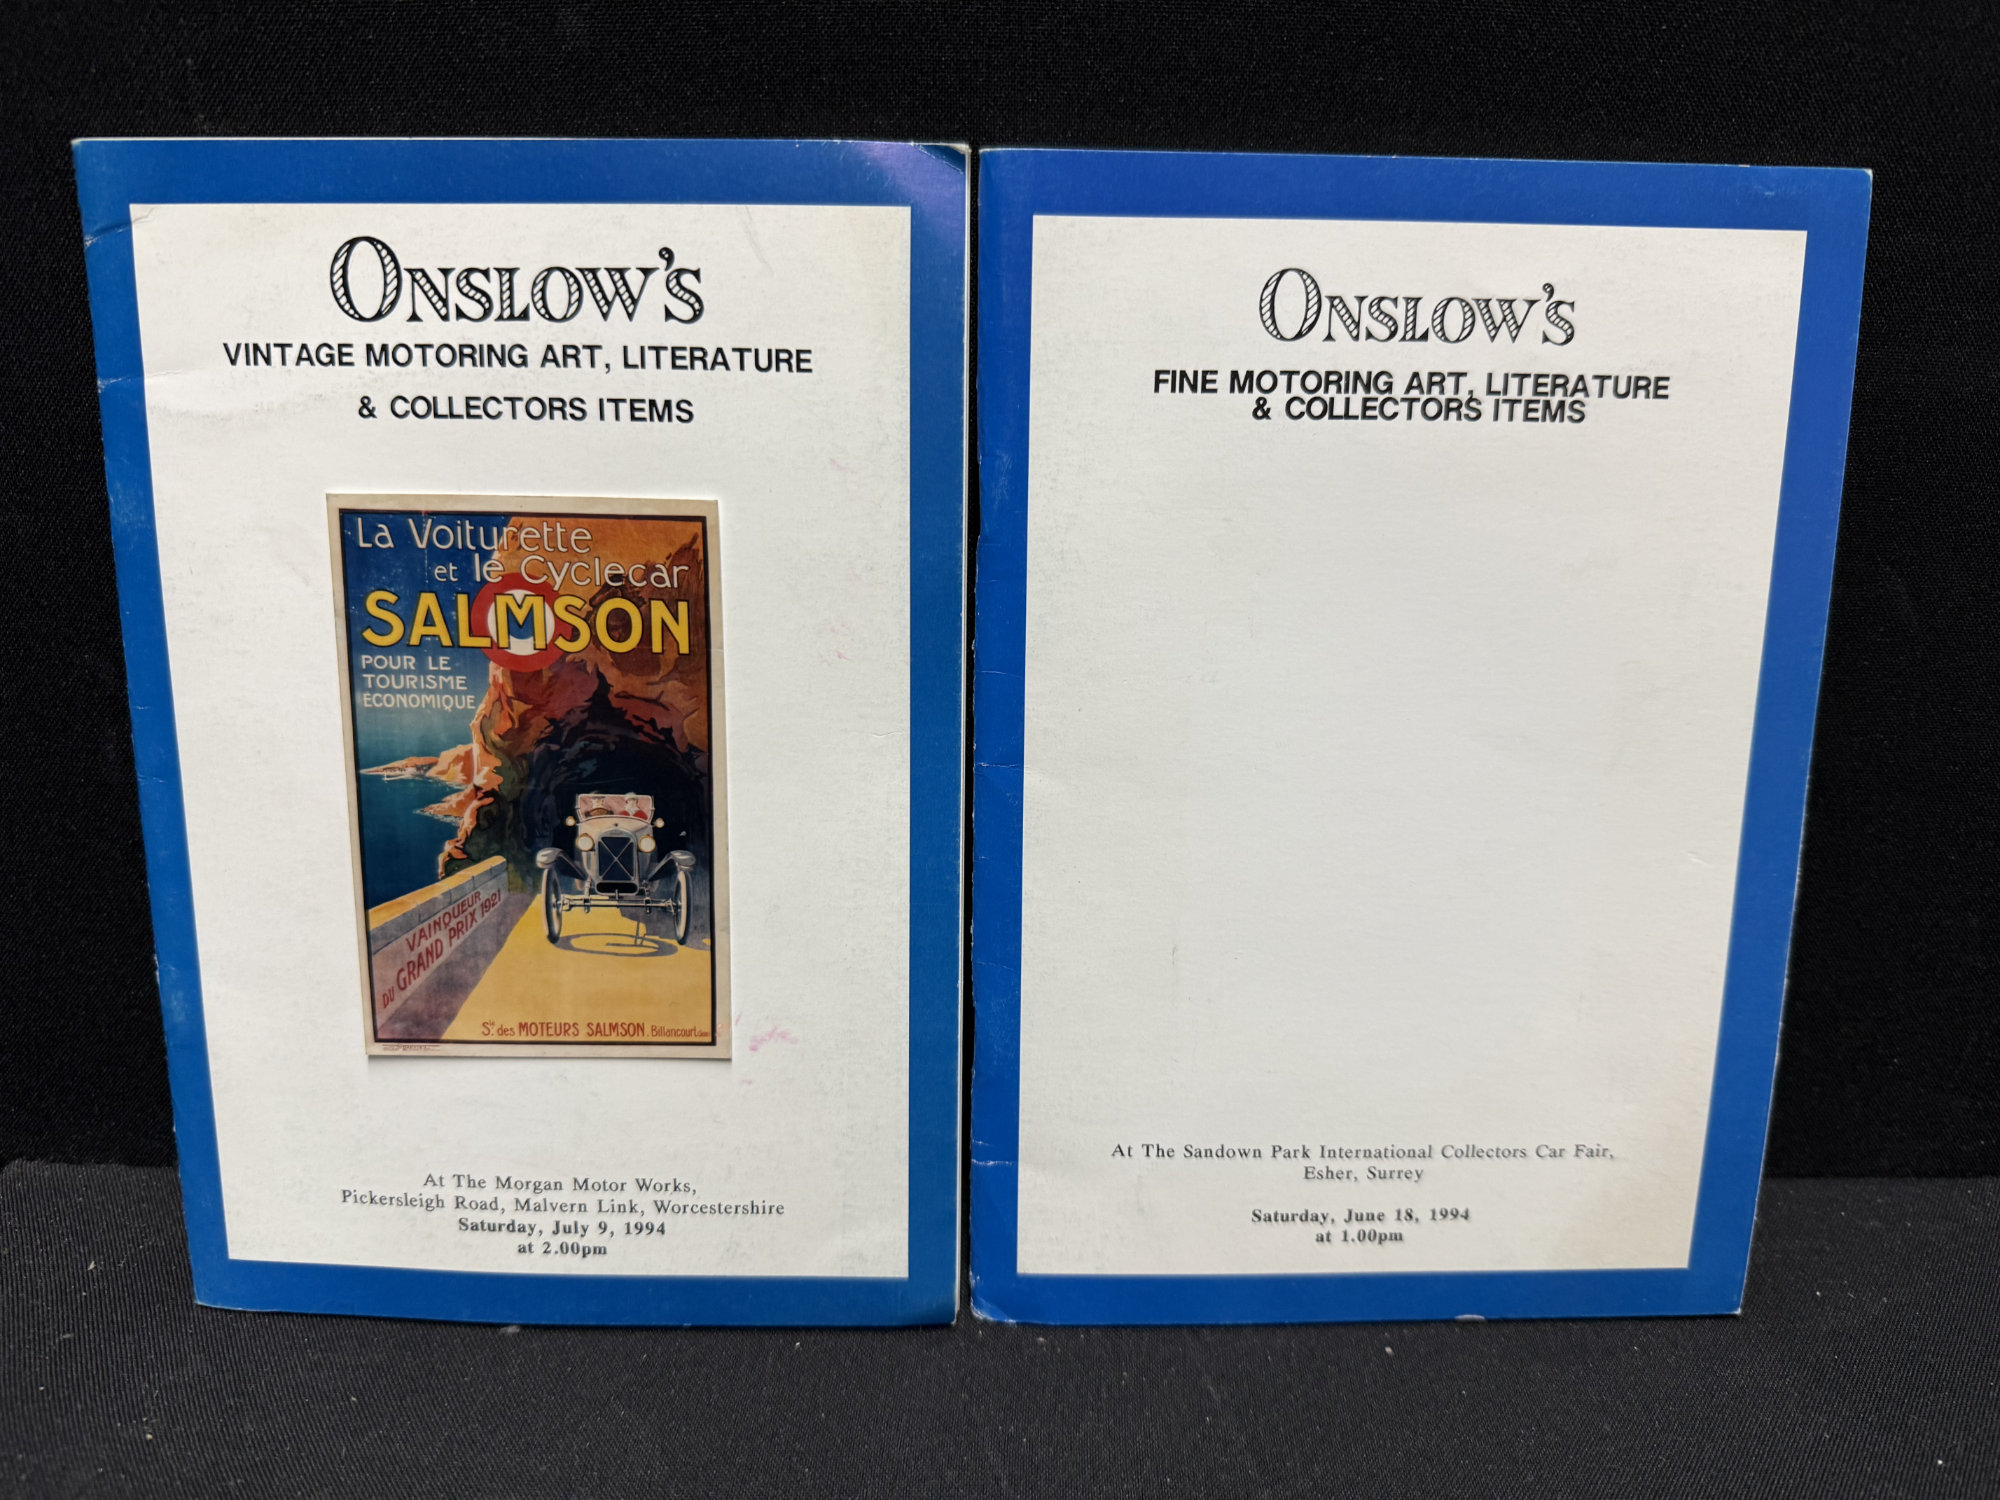 ONSLOW'S
VINTAGE MOTORING ART, LITERATURE
& COLLECTORS ITEMS
La Voiturette
et le Cyclecar
SALMSON
POUR LE
TOURISME
ÉCONOMIQUE
VAINQUEUR
DU GRAND PRIX 1921
Sté des MOTEURS SALMSON. Billancourt
At The Morgan Motor Works,
Pickersleigh Road, Malvern Link, Worcestershire
Saturday, July 9, 1994
at 2.00pm
ONSLOW'S
FINE MOTORING ART, LITERATURE
& COLLECTORS ITEMS
At The Sandown Park International Collectors Car Fair,
Esher, Surrey
Saturday, June 18, 1994
at 1.00pm